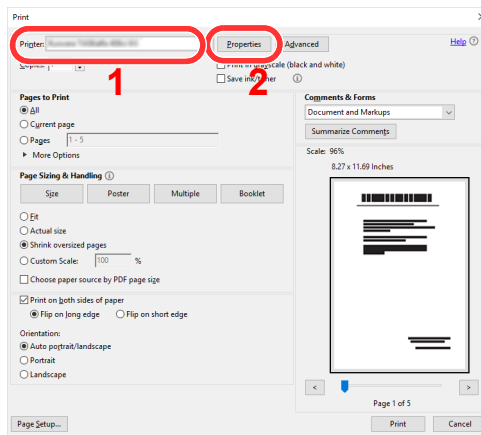 Print
Printer:
Properties
Advanced
Help
Copies:
Print in grayscale (black and white)
Save ink/toner
1
2
Pages to Print
All
Current page
Pages 1 - 5
More Options
Page Sizing & Handling
Size Poster Multiple Booklet
Fit
Actual size
Shrink oversized pages
Custom Scale: 100 %
Choose paper source by PDF page size
Print on both sides of paper
Flip on long edge Flip on short edge
Orientation:
Auto portrait/landscape
Portrait
Landscape
Comments & Forms
Document and Markups
Summarize Comments
Scale: 96%
8.27 x 11.69 Inches
< >
Page 1 of 5
Page Setup... Print Cancel